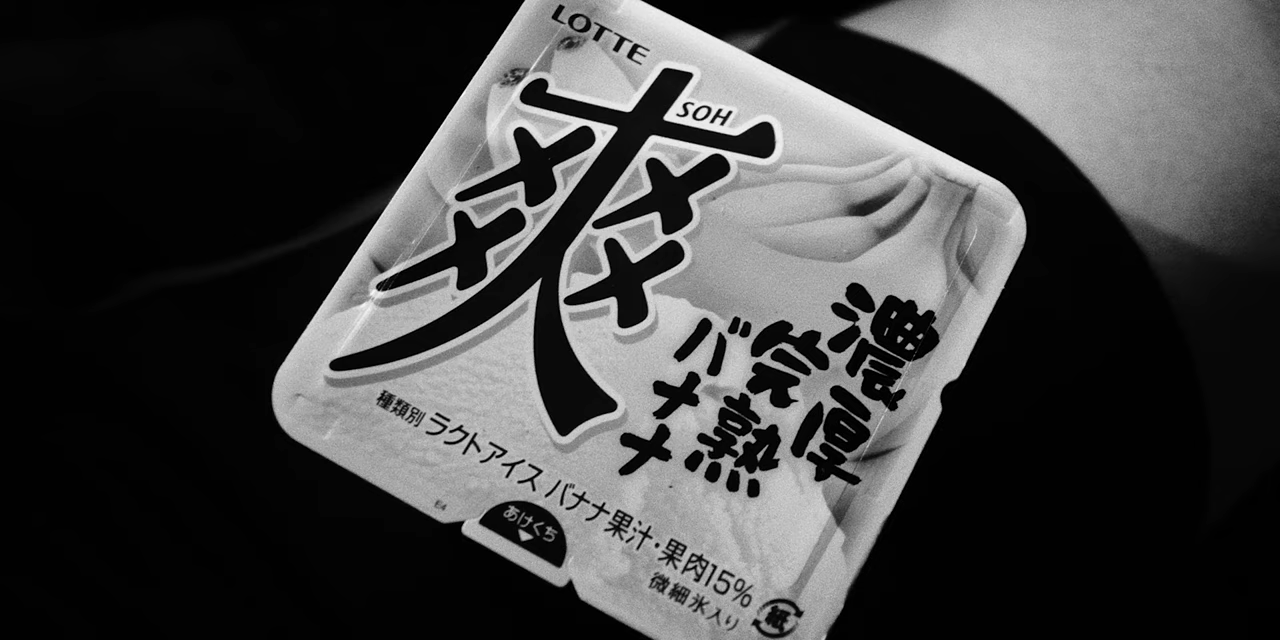 LOTTE
爽
SOH
濃厚
完熟
バナナ
種類別 ラクトアイス バナナ果汁・果肉15%
微細氷入り
E4
あけくち
紙